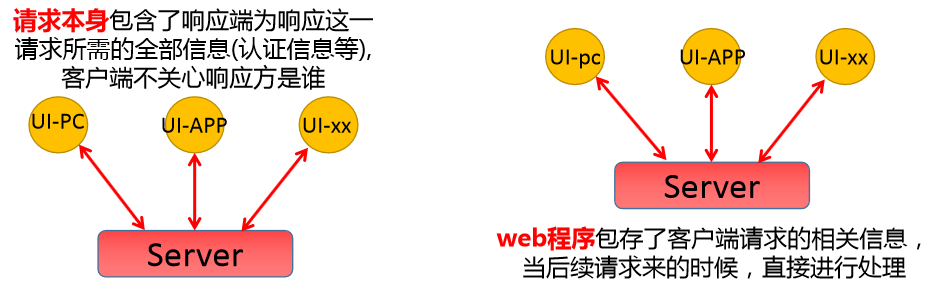 请求本身包含了响应端为响应这一
请求所需的全部信息(认证信息等),
客户端不关心响应方是谁
UI-PC
UI-APP
UI-xx
Server
UI-pc
UI-APP
UI-xx
Server
web程序包存了客户端请求的相关信息，
当后续请求来的时候，直接进行处理